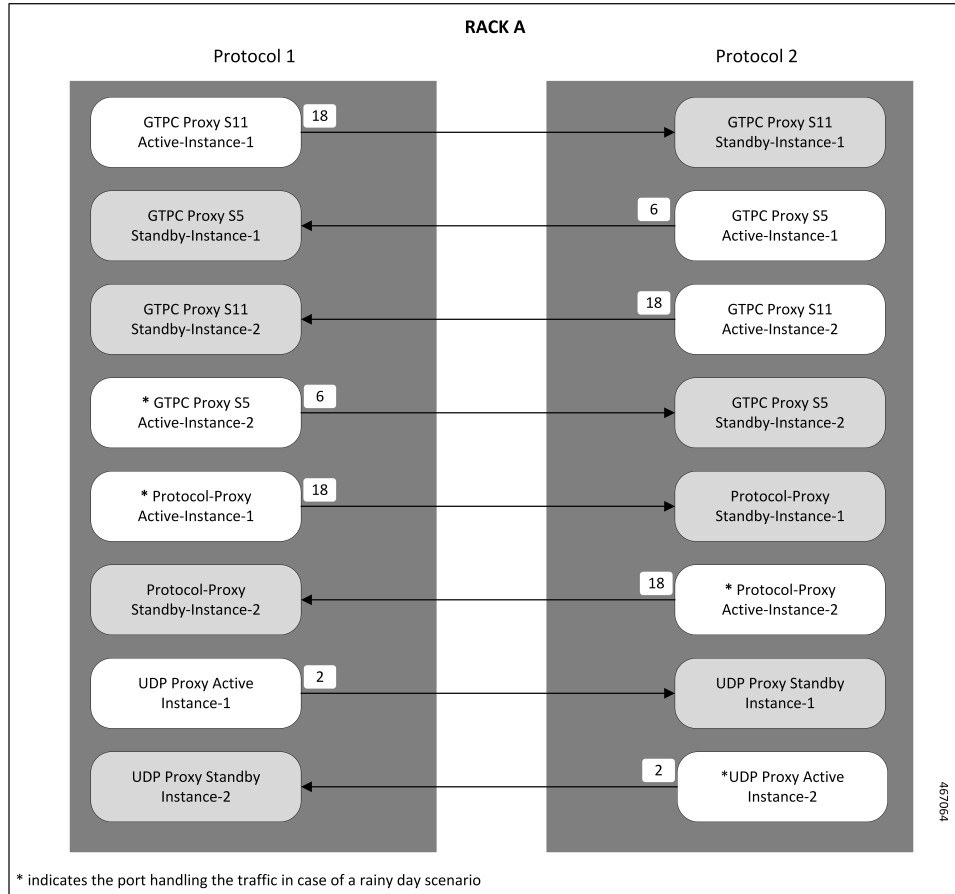 RACK A
Protocol 1
Protocol 2
GTPC Proxy S11
Active-Instance-1
18
GTPC Proxy S11
Standby-Instance-1
GTPC Proxy S5
Standby-Instance-1
6
GTPC Proxy S5
Active-Instance-1
GTPC Proxy S11
Standby-Instance-2
18
GTPC Proxy S11
Active-Instance-2
* GTPC Proxy S5
Active-Instance-2
6
GTPC Proxy S5
Standby-Instance-2
* Protocol-Proxy
Active-Instance-1
18
Protocol-Proxy
Standby-Instance-1
Protocol-Proxy
Standby-Instance-2
18
* Protocol-Proxy
Active-Instance-2
UDP Proxy Active
Instance-1
2
UDP Proxy Standby
Instance-1
UDP Proxy Standby
Instance-2
2
*UDP Proxy Active
Instance-2
467064
* indicates the port handling the traffic in case of a rainy day scenario